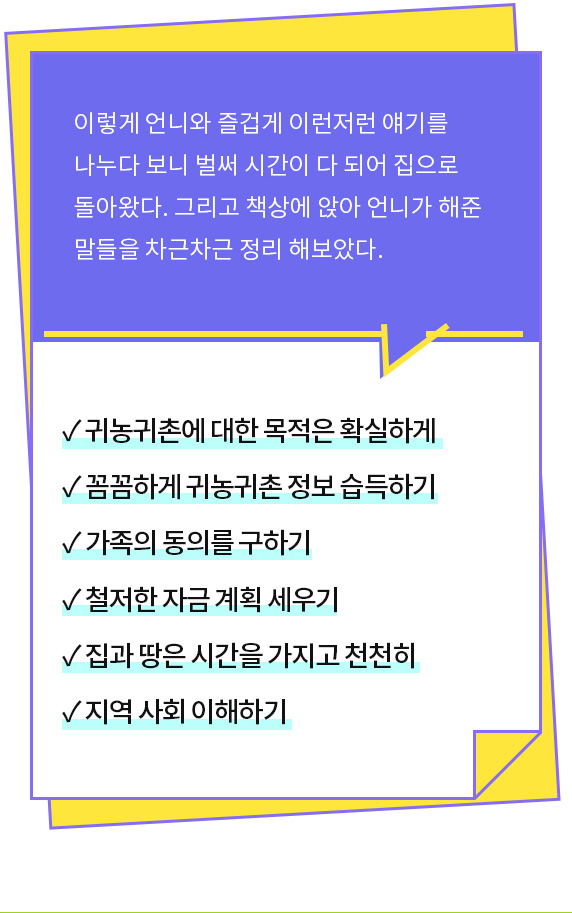 이렇게 언니와 즐겁게 이런저런 얘기를
나누다 보니 벌써 시간이 다 되어 집으로
돌아왔다. 그리고 책상에 앉아 언니가 해준
말들을 차근차근 정리 해보았다.
✓귀농귀촌에 대한 목적은 확실하게
✓꼼꼼하게 귀농귀촌 정보 습득하기
✓가족의 동의를 구하기
✓철저한 자금 계획 세우기
✓집과 땅은 시간을 가지고 천천히
✓지역 사회 이해하기